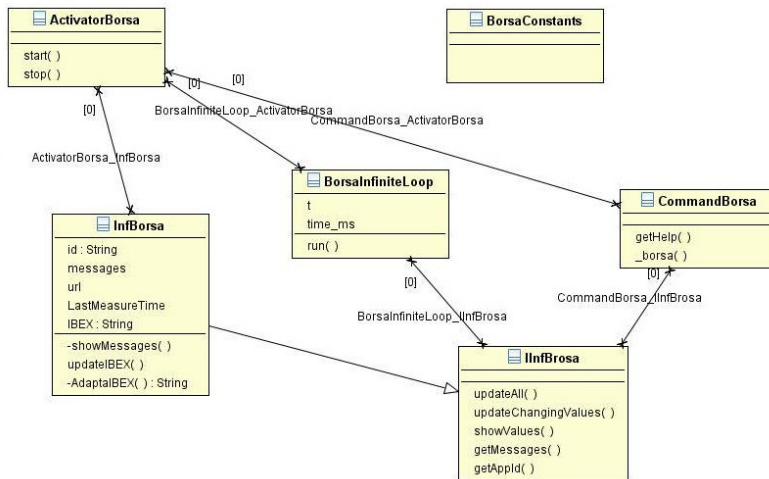 ActivatorBorsa
start( )
stop( )
BorsaConstants
[0]
[0]
[0]
BorsaInfiniteLoop_ActivatorBorsa
CommandBorsa_ActivatorBorsa
ActivatorBorsa_InfBorsa
BorsaInfiniteLoop
t
time_ms
run( )
CommandBorsa
getHelp( )
_borsa( )
InfBorsa
id : String
messages
url
LastMeasureTime
IBEX : String
-showMessages( )
updateIBEX( )
-AdaptaIBEX( ) : String
[0]
[0]
CommandBorsa_IInfBrosa
BorsaInfiniteLoop_IInfBrosa
IInfBrosa
updateAll( )
updateChangingValues( )
showValues( )
getMessages( )
getAppId( )